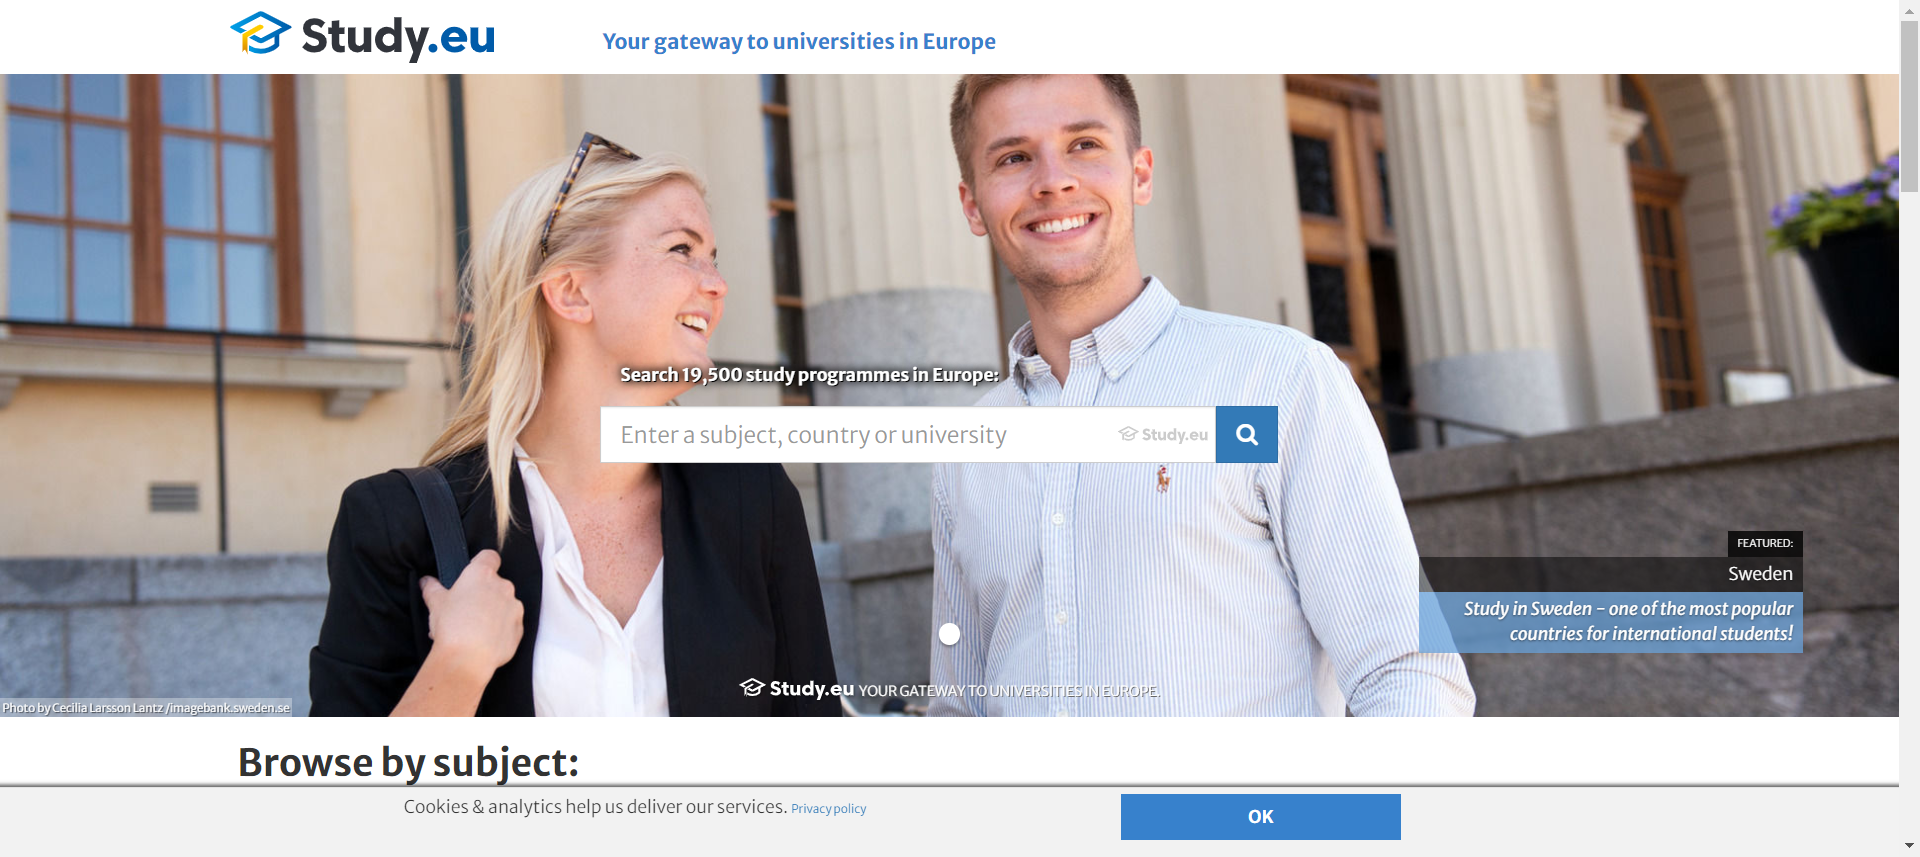 Study.eu
Your gateway to universities in Europe
Search 19,500 study programmes in Europe:
Enter a subject, country or university
Study.eu
FEATURED:
Sweden
Study in Sweden - one of the most popular
countries for international students!
Study.eu YOUR GATEWAY TO UNIVERSITIES IN EUROPE.
Photo by Cecilia Larsson Lantz /imagebank.sweden.se
Browse by subject:
Cookies & analytics help us deliver our services. Privacy policy
OK